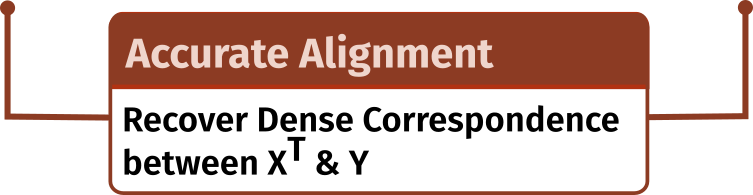 Accurate Alignment
Recover Dense Correspondence
between X^T & Y